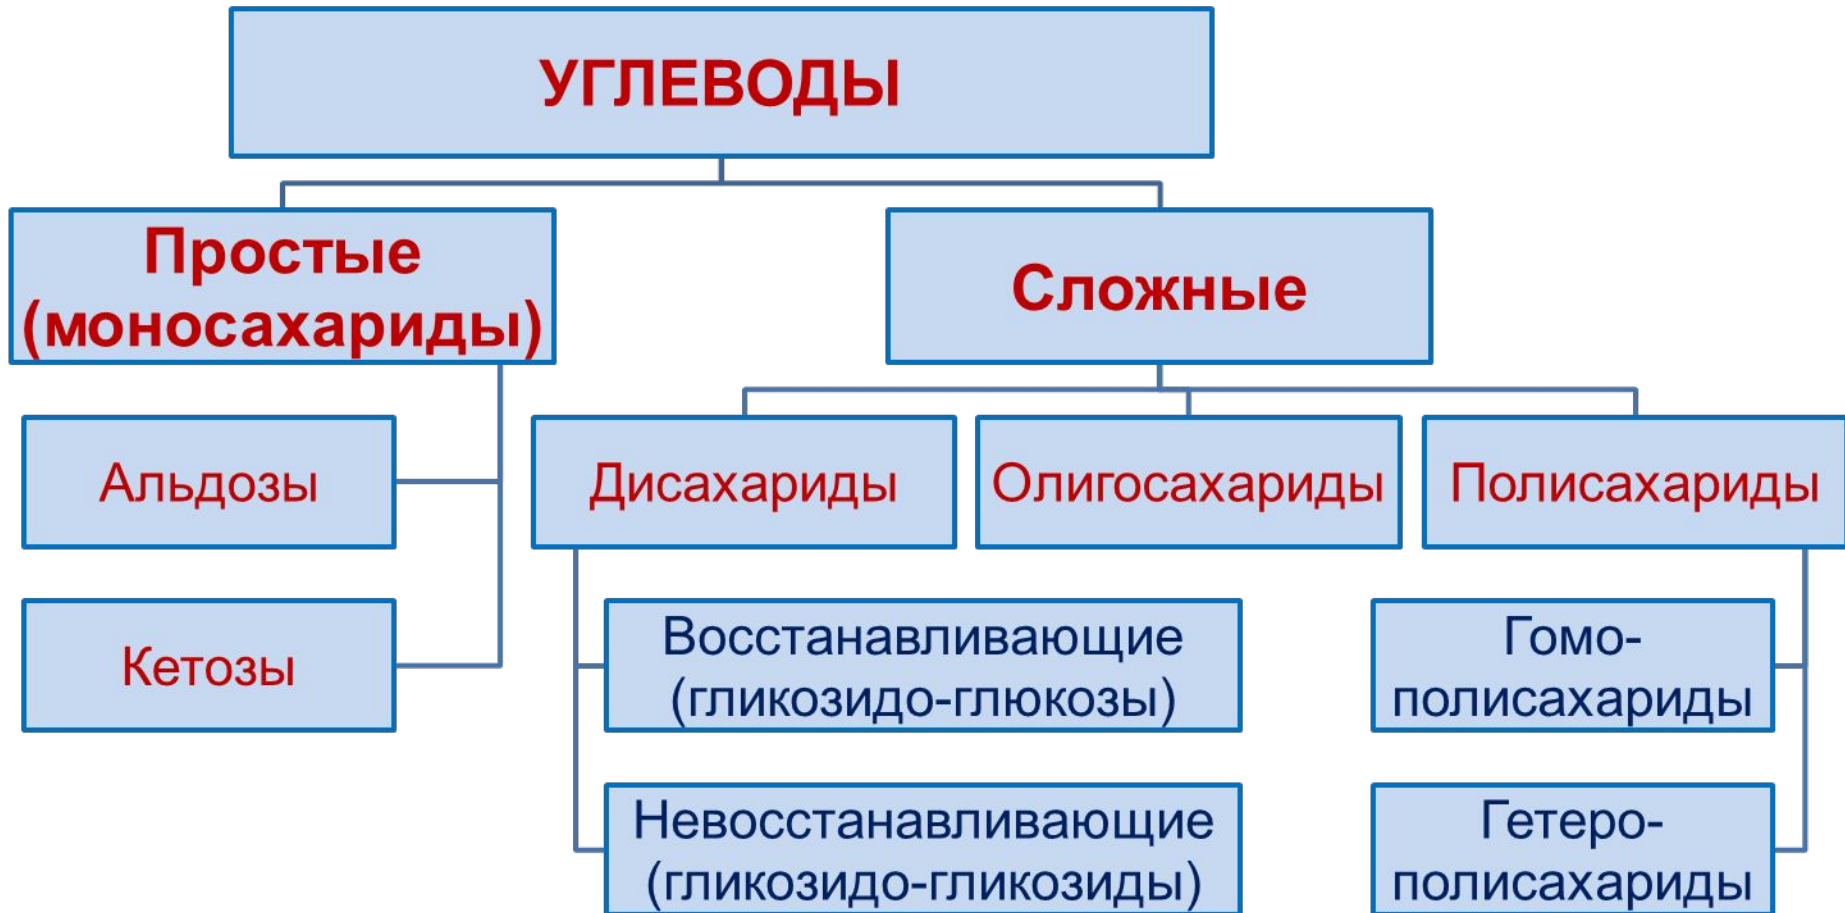 УГЛЕВОДЫ
Простые
(моносахариды)
Сложные
Альдозы
Дисахариды
Олигосахариды
Полисахариды
Кетозы
Восстанавливающие
(гликозидо-глюкозы)
Гомо-
полисахариды
Невосстанавливающие
(гликозидо-гликозиды)
Гетеро-
полисахариды